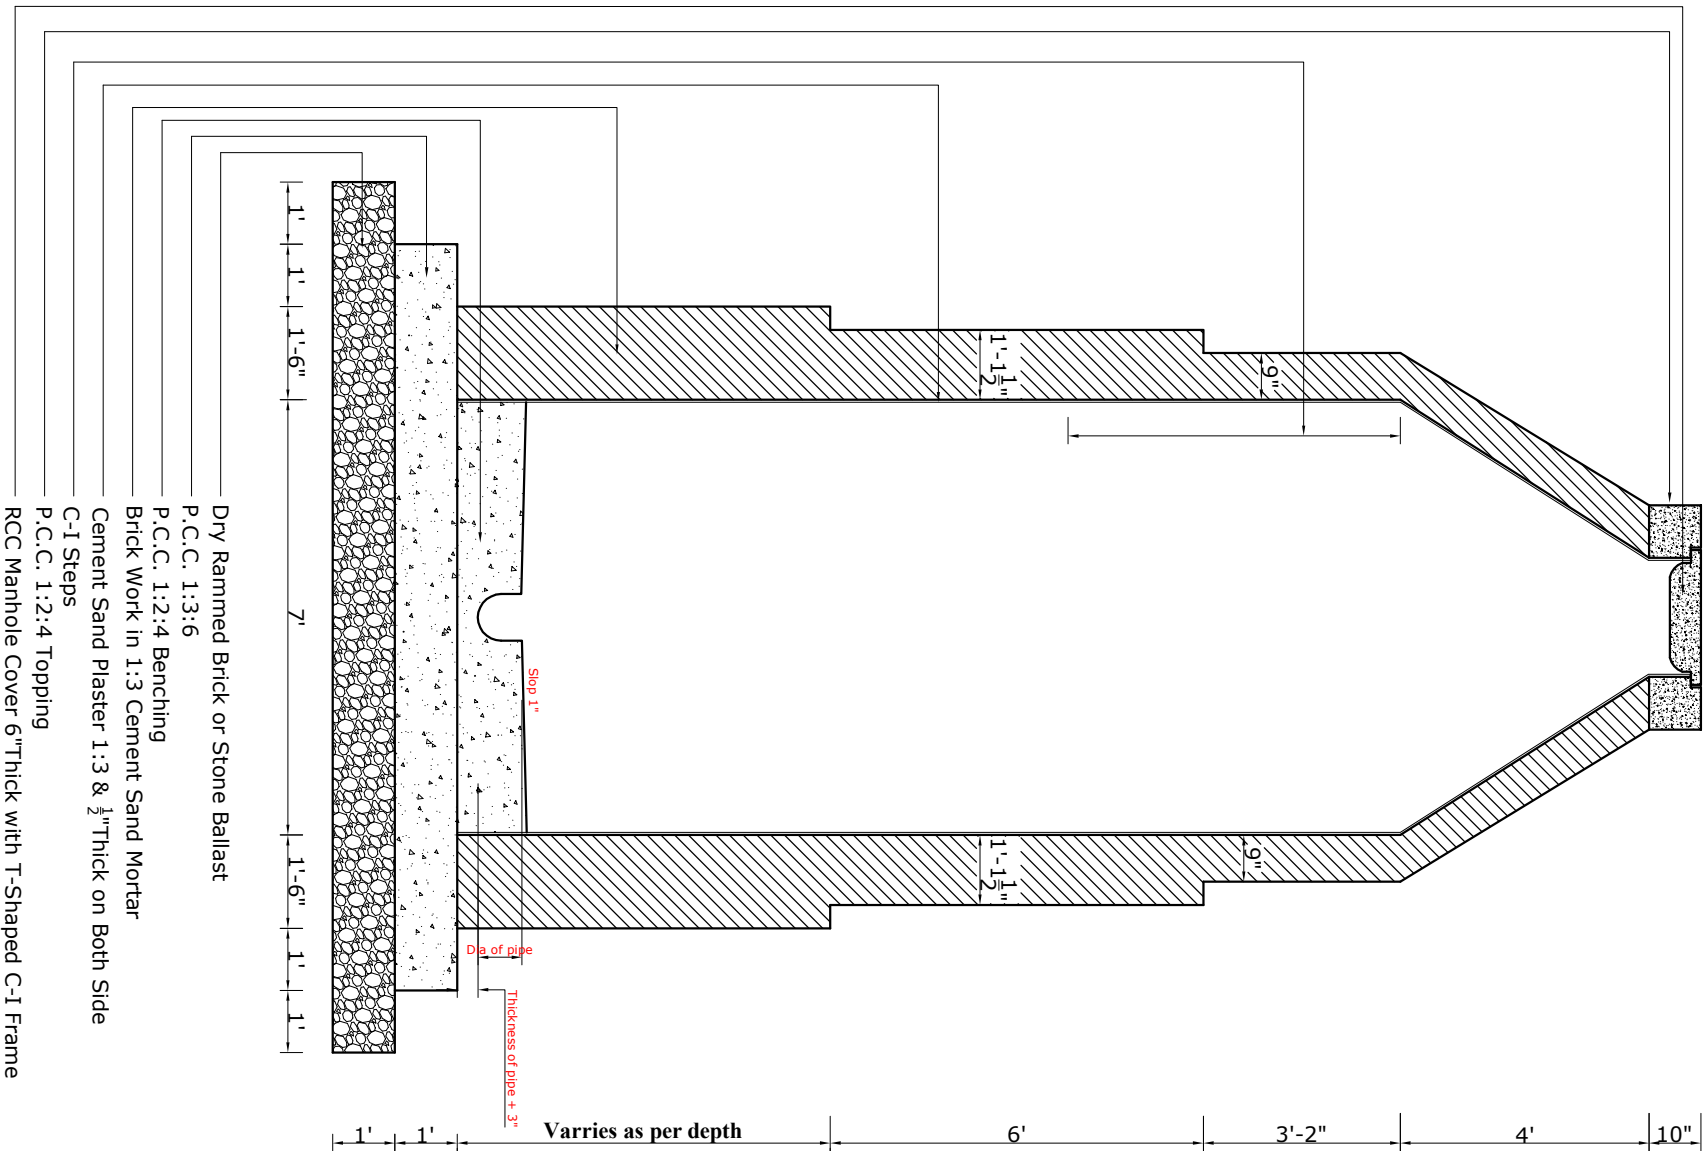 RCC Manhole Cover 6"Thick with T-Shaped C-I Frame
P.C.C. 1:2:4 Topping
C-I Steps
Cement Sand Plaster 1:3 & 1/2"Thick on Both Side
Brick Work in 1:3 Cement Sand Mortar
P.C.C. 1:2:4 Benching
P.C.C. 1:3:6
Dry Rammed Brick or Stone Ballast
1'
1'
1'-6"
7'
1'-6"
1'
1'
1'-1 1/2"
9"
1'-1 1/2"
9"
Slop 1"
Dia of pipe
Thickness of pipe + 3"
1'
1'
Varries as per depth
6'
3'-2"
4'
10"